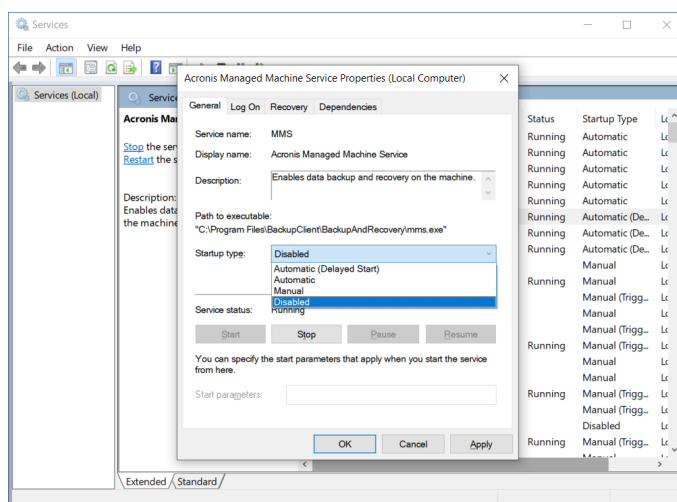 Services
File Action View Help
Services (Local)
Acronis Managed Machine Service Properties (Local Computer)
General Log On Recovery Dependencies
Service name: MMS
Display name: Acronis Managed Machine Service
Description: Enables data backup and recovery on the machine.
Path to executable:
"C:\Program Files\BackupClient\BackupAndRecovery\mms.exe"
Startup type: Disabled
Automatic (Delayed Start)
Automatic
Manual
Disabled
Service status: Running
Start Stop Pause Resume
You can specify the start parameters that apply when you start the service
from here.
Start parameters:
OK Cancel Apply
Stop the
Restart the
Description:
Enables data
the machine
Status Startup Type
Running Automatic
Running Automatic
Running Automatic
Running Automatic
Running Automatic
Running Automatic (De...
Running Automatic (De...
Running Automatic (De...
Manual
Running Manual
Manual (Trigg...
Manual
Manual (Trigg...
Running Manual (Trigg...
Manual
Manual
Running Manual (Trigg...
Manual (Trigg...
Disabled
Running Manual (Trigg...
Extended Standard